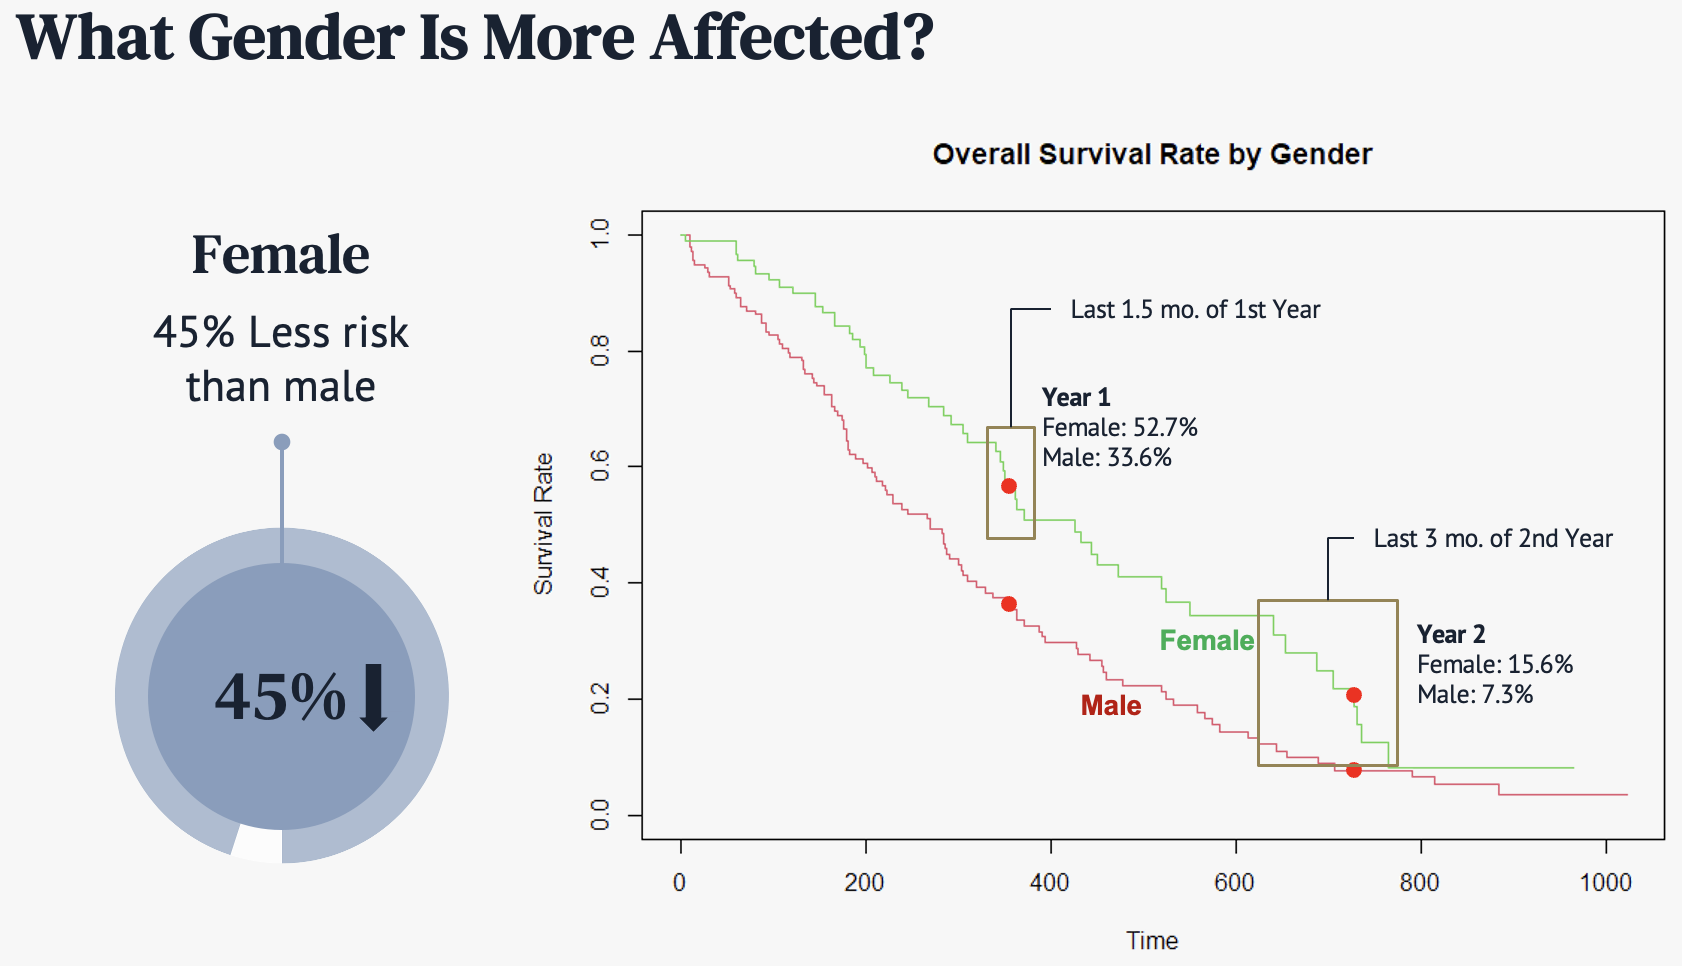 What Gender Is More Affected?
Female
45% Less risk
than male
45%
Overall Survival Rate by Gender
Survival Rate
1.0
0.8
0.6
0.4
0.2
0.0
Last 1.5 mo. of 1st Year
Year 1
Female: 52.7%
Male: 33.6%
Last 3 mo. of 2nd Year
Year 2
Female: 15.6%
Male: 7.3%
Female
Male
0 200 400 600 800 1000
Time